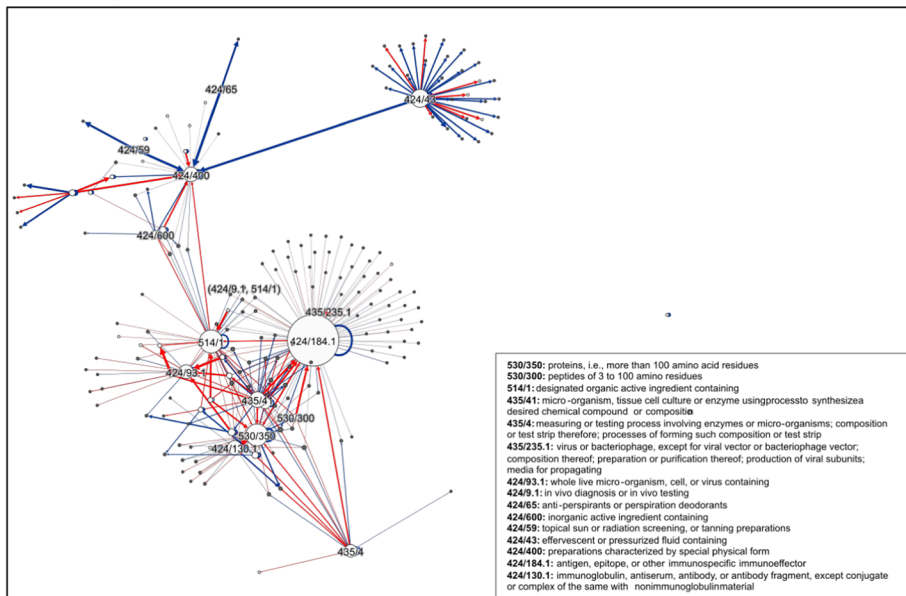 424/65
424/43
424/59
424/400
424/600
(424/9.1, 514/1)
435/235.1
514/1
424/184.1
424/93.1
435/41
530/300
530/350
424/130.1
435/4
530/350: proteins, i.e., more than 100 amino acid residues
530/300: peptides of 3 to 100 amino residues
514/1: designated organic active ingredient containing
435/41: micro-organism, tissue cell culture or enzyme usingprocessto synthesizea
desired chemical compound or composition
435/4: measuring or testing process involving enzymes or micro-organisms; composition
or test strip therefore; processes of forming such composition or test strip
435/235.1: virus or bacteriophage, except for viral vector or bacteriophage vector;
composition thereof; preparation or purification thereof; production of viral subunits;
media for propagating
424/93.1: whole live micro-organism, cell, or virus containing
424/9.1: in vivo diagnosis or in vivo testing
424/65: anti-perspirants or perspiration deodorants
424/600: inorganic active ingredient containing
424/59: topical sun or radiation screening, or tanning preparations
424/43: effervescent or pressurized fluid containing
424/400: preparations characterized by special physical form
424/184.1: antigen, epitope, or other immunospecific immunoeffector
424/130.1: immunoglobulin, antiserum, antibody, or antibody fragment, except conjugate
or complex of the same with nonimmunoglobulinmaterial